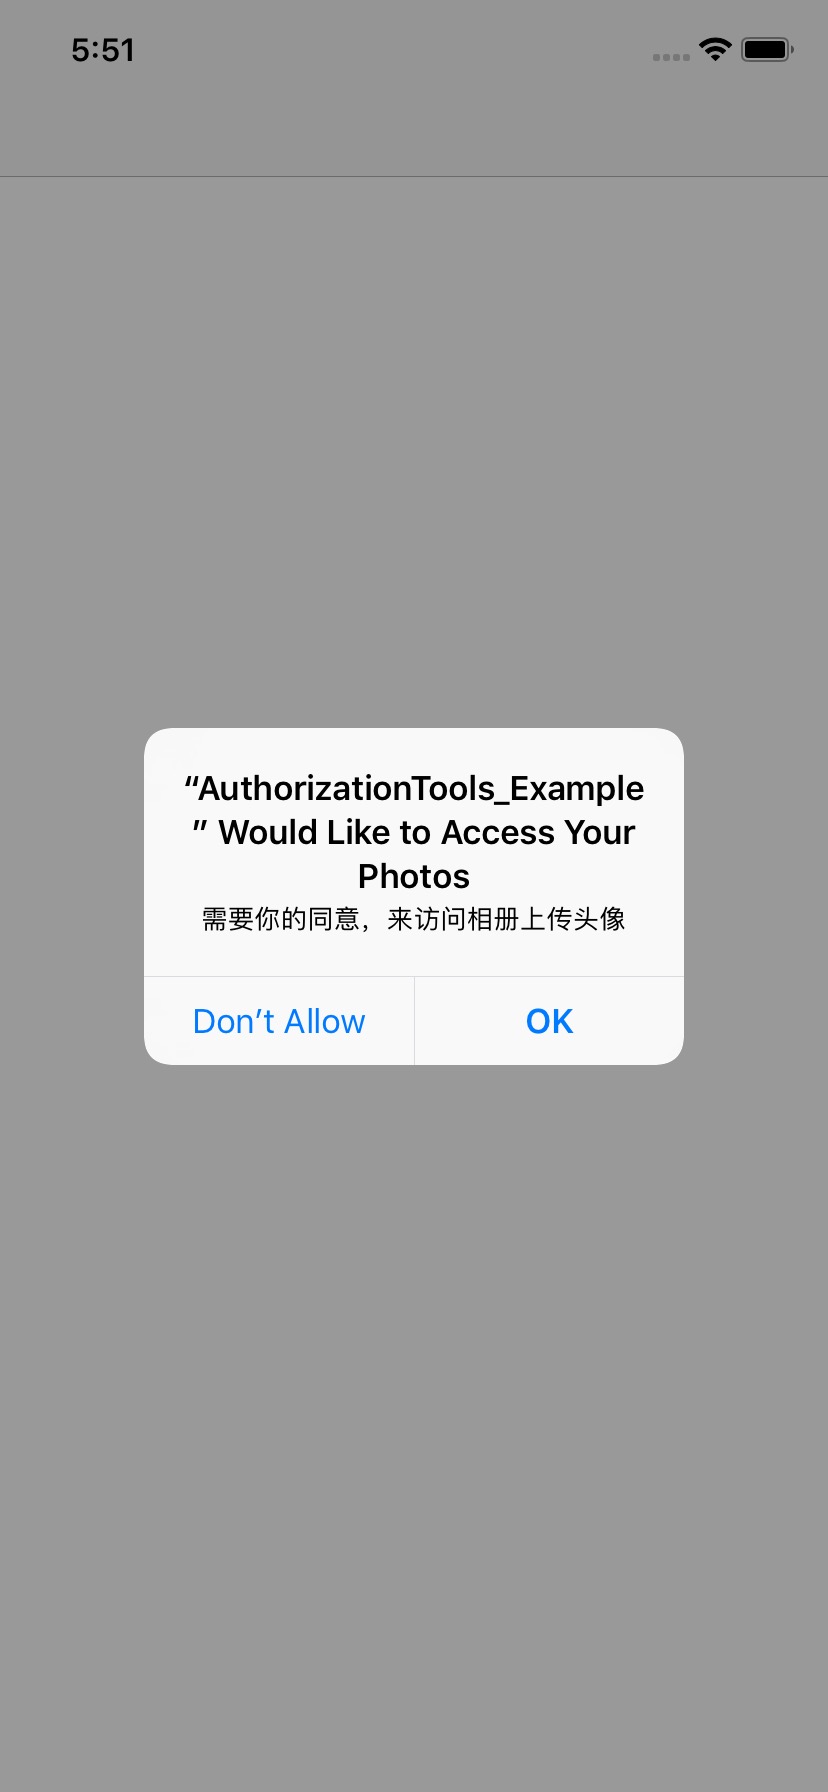 5:51
“AuthorizationTools_Example
” Would Like to Access Your
Photos
需要你的同意，来访问相册上传头像
Don’t Allow
OK